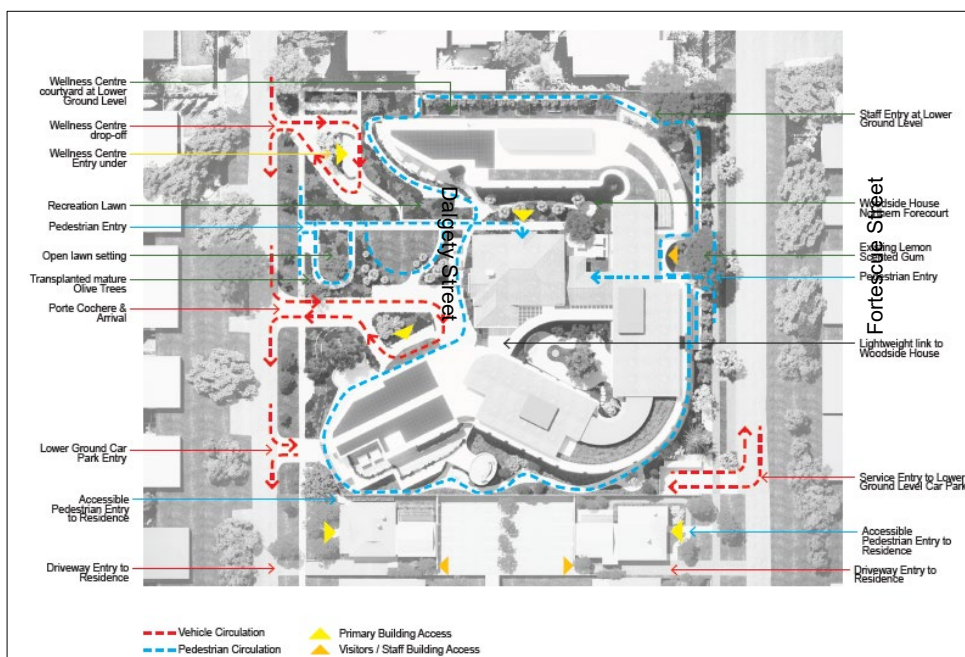 Wellness Centre
courtyard at Lower
Ground Level
Wellness Centre
drop-off
Wellness Centre
Entry under
Recreation Lawn
Pedestrian Entry
Open lawn setting
Transplanted mature
Olive Trees
Porte Cochere &
Arrival
Lower Ground Car
Park Entry
Accessible
Pedestrian Entry
to Residence
Driveway Entry to
Residence
Dalgety Street
Fortescue Street
Staff Entry at Lower
Ground Level
Woodside House
Northern Forecourt
Existing Lemon
Scented Gum
Pedestrian Entry
Lightweight link to
Woodside House
Service Entry to Lower
Ground Level Car Park
Accessible
Pedestrian Entry to
Residence
Driveway Entry to
Residence
Vehicle Circulation
Pedestrian Circulation
Primary Building Access
Visitors / Staff Building Access